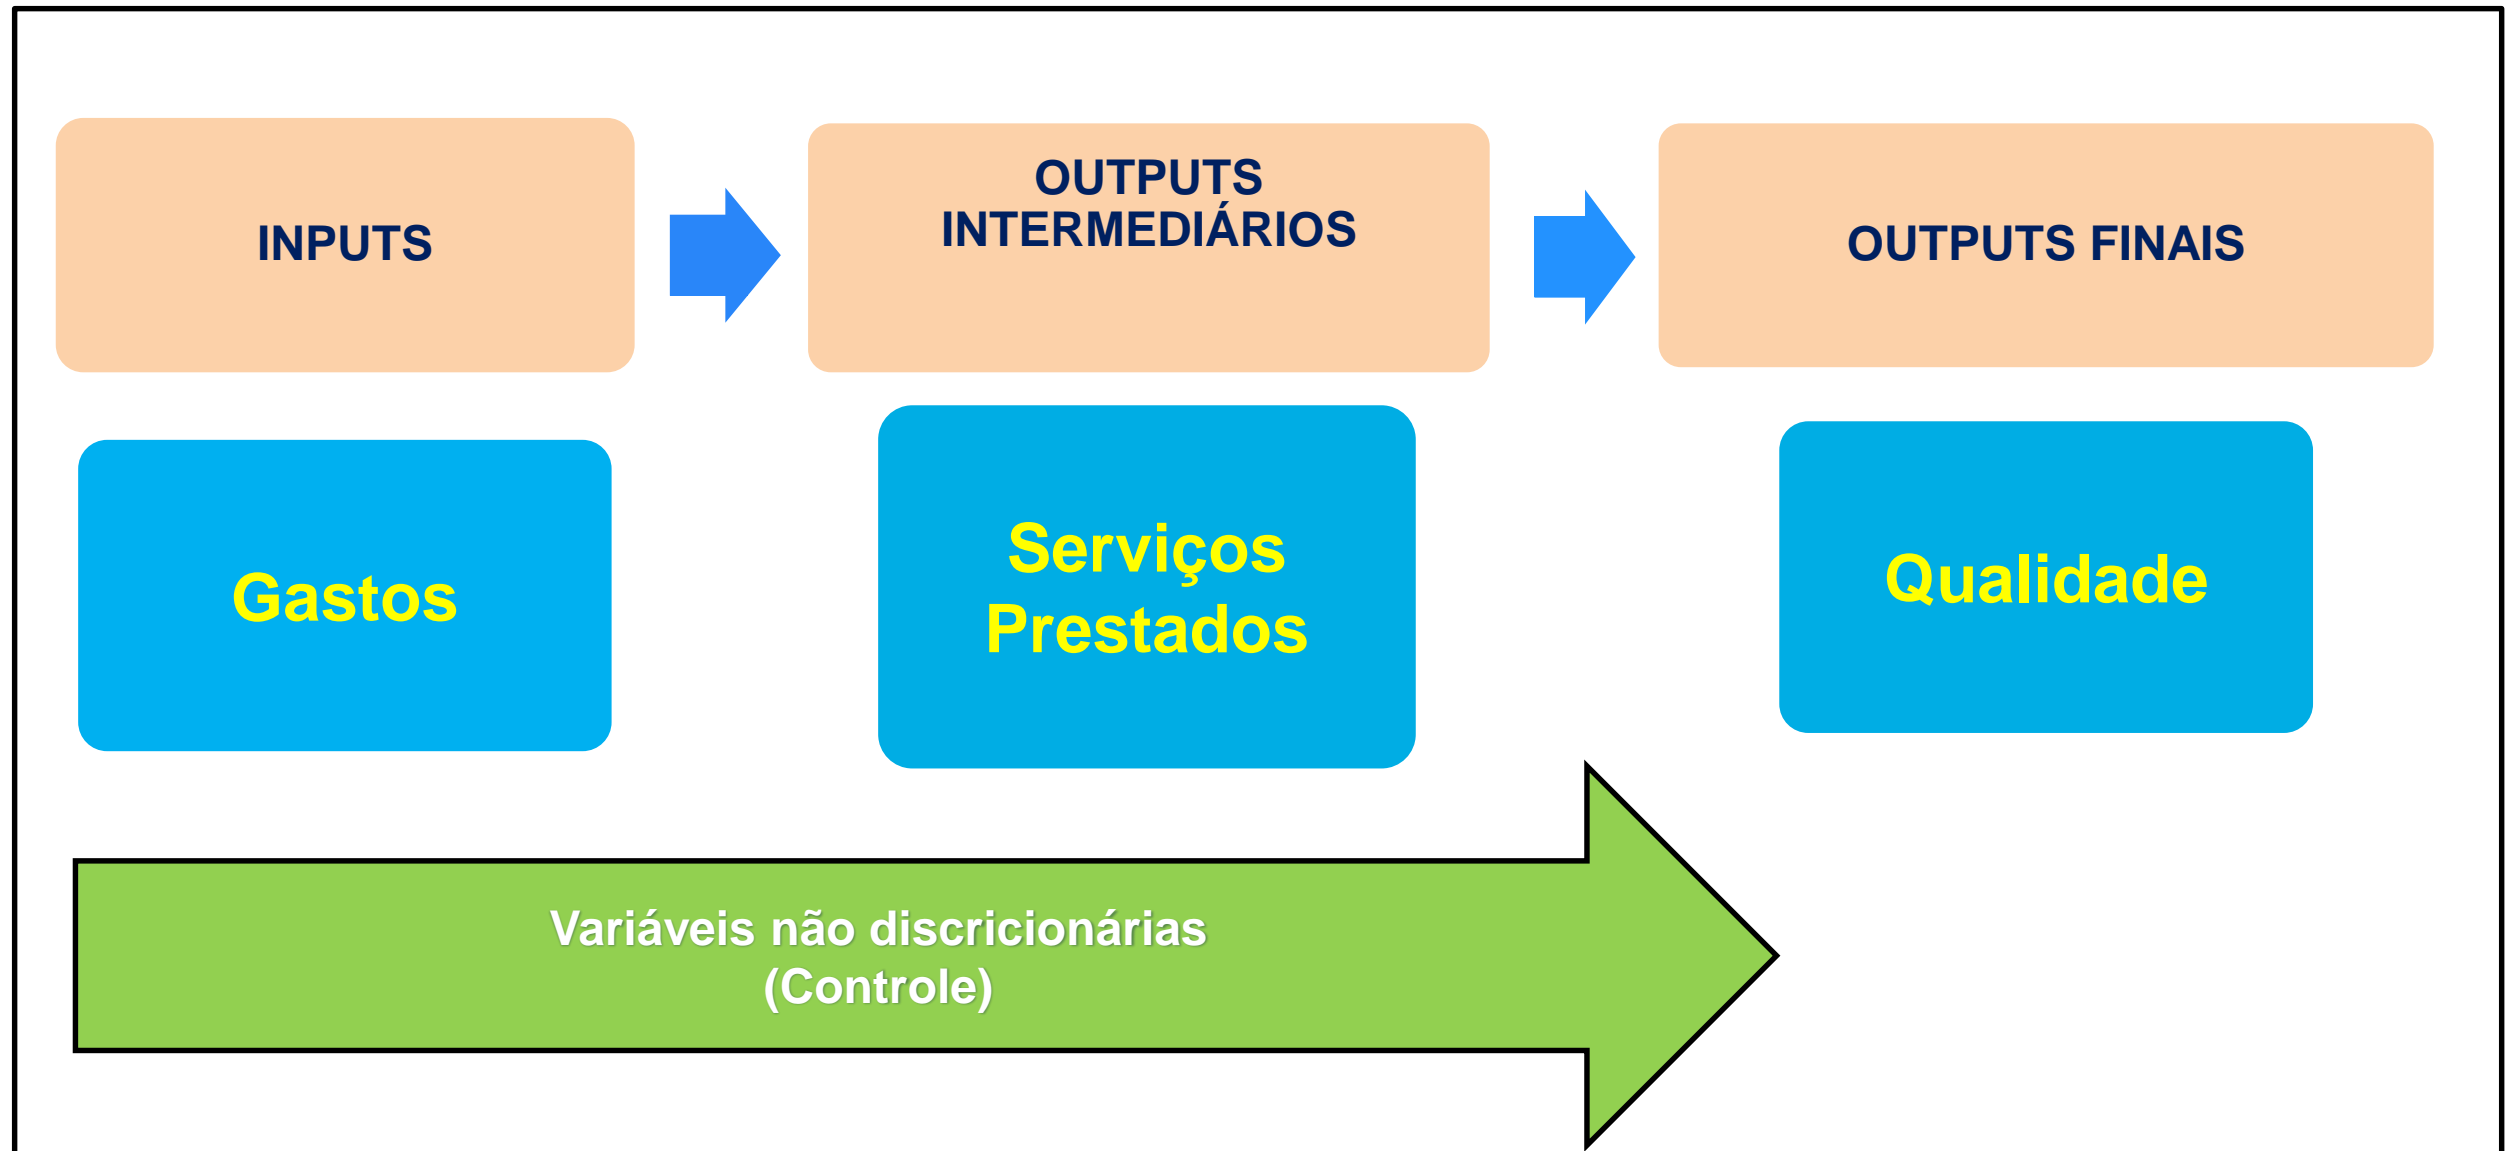 INPUTS
OUTPUTS
INTERMEDIÁRIOS
OUTPUTS FINAIS
Gastos
Serviços
Prestados
Qualidade
Variáveis não discricionárias
(Controle)